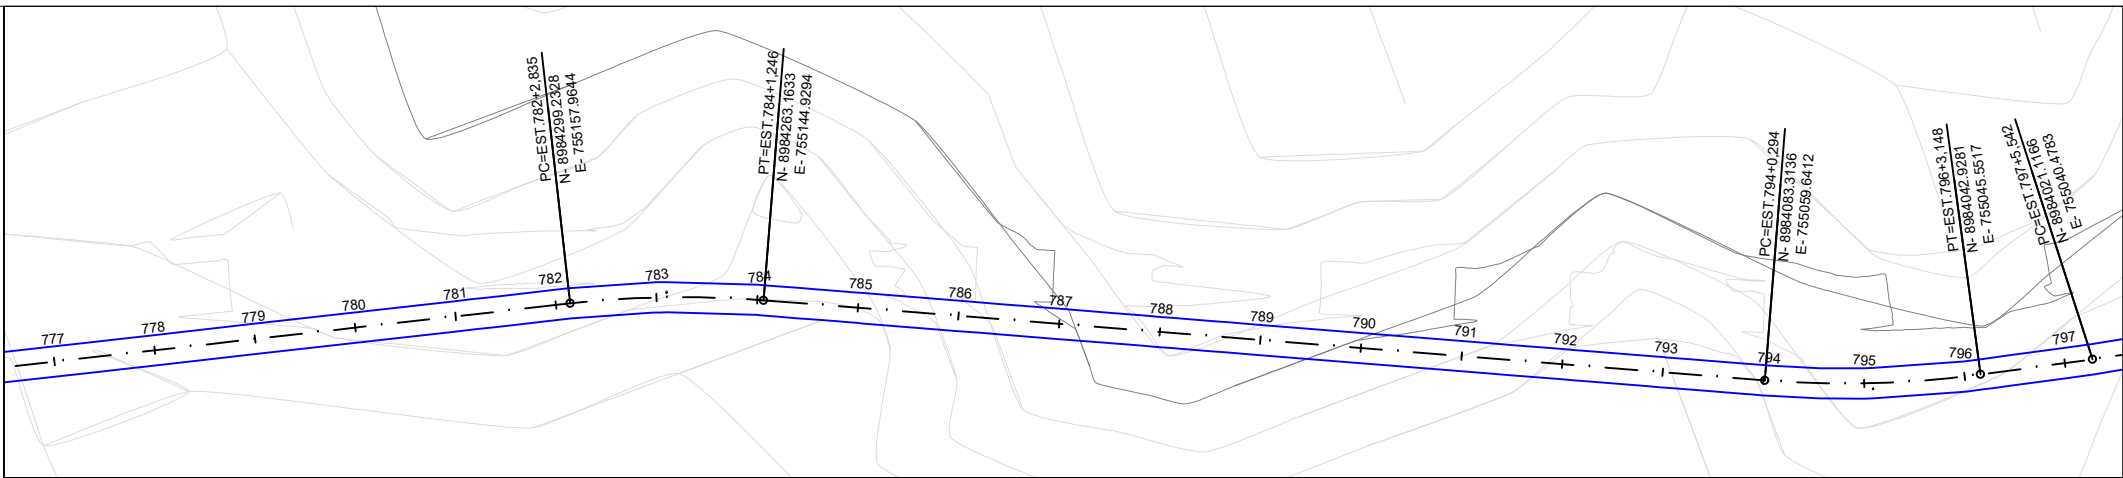 PC=EST.782+2,835
N- 8984299.2328
E- 755157.9644
PT=EST.784+1,246
N- 8984263.1633
E- 755144.9294
PC=EST.794+0,294
N- 8984083.3136
E- 755059.6412
PT=EST.796+3,148
N- 8984042.9281
E- 755045.5517
PC=EST.797+5,542
N- 8984021.1166
E- 755040.4783
777
778
779
780
781
782
783
784
785
786
787
788
789
790
791
792
793
794
795
796
797